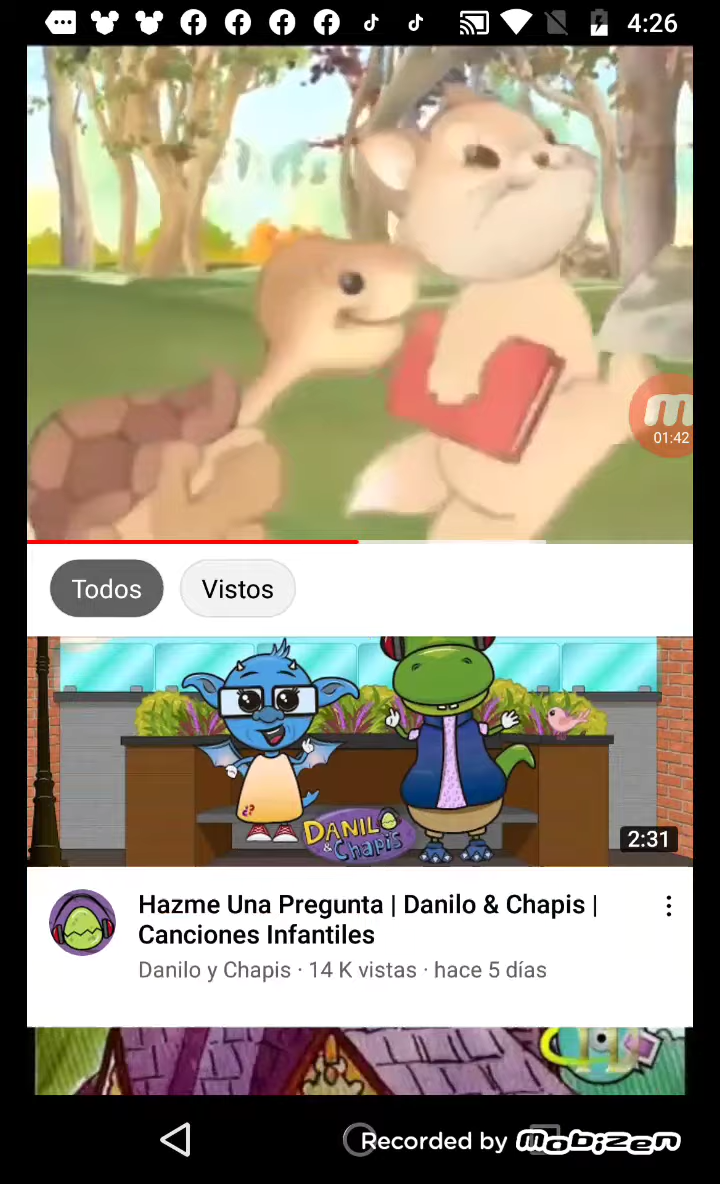 4:26
01:42
Todos
Vistos
DANILO
& Chapis
2:31
Hazme Una Pregunta | Danilo & Chapis |
Canciones Infantiles
Danilo y Chapis · 14 K vistas · hace 5 días
Recorded by mobizen